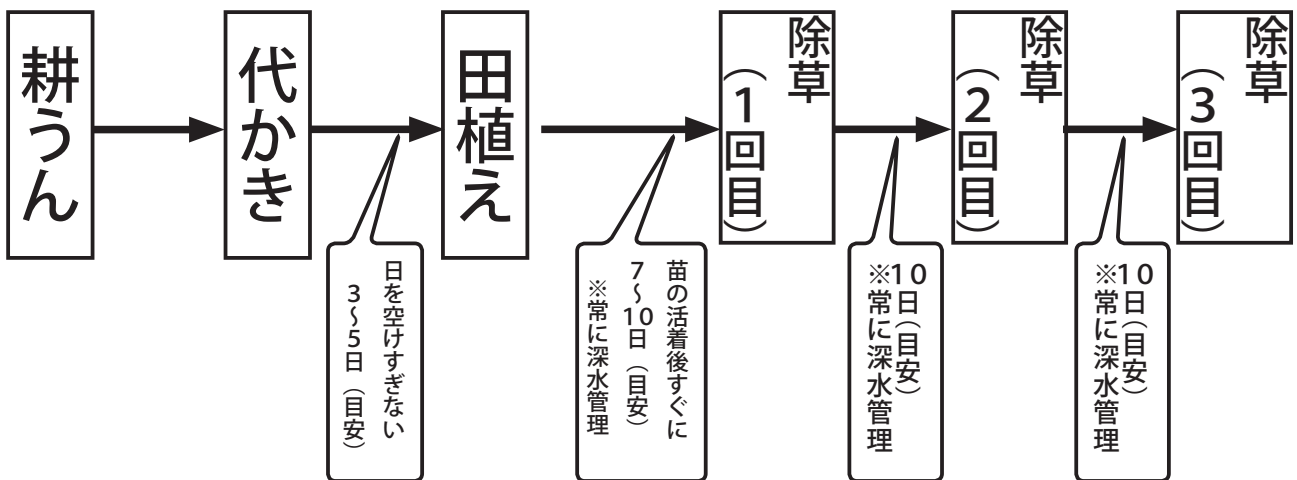 耕うん
代かき
田植え
除草
（1回目）
除草
（2回目）
除草
（3回目）
日を空けすぎない
3〜5日（目安）
苗の活着後すぐに
7〜10日（目安）
※常に深水管理
10日（目安）
※常に深水管理
10日（目安）
※常に深水管理